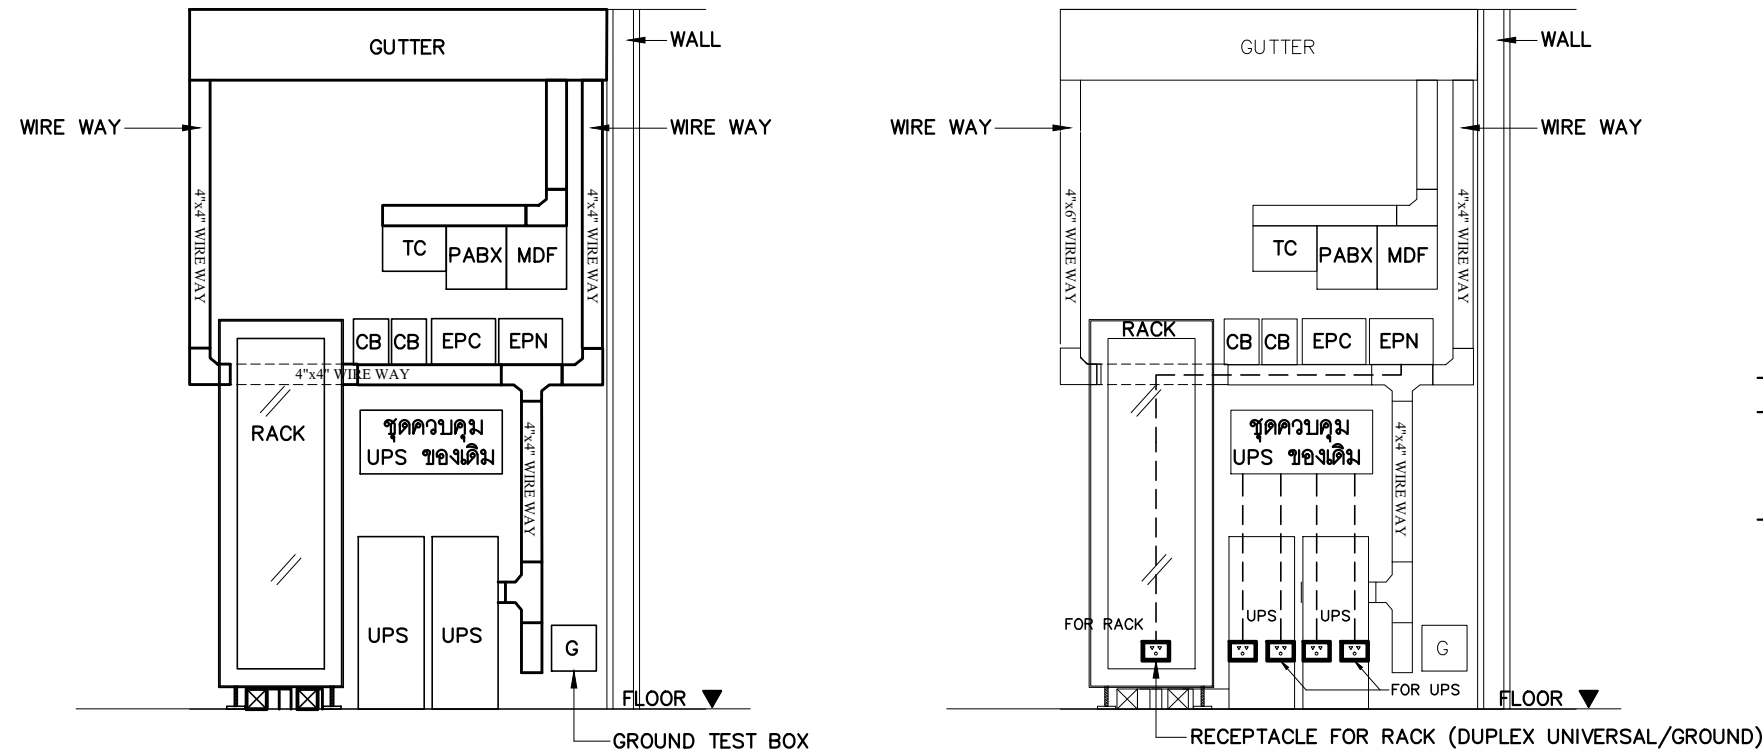 GUTTER
WALL
WIRE WAY
WIRE WAY
4"x4" WIRE WAY
4"x4" WIRE WAY
TC
PABX
MDF
CB
CB
EPC
EPN
4"x4" WIRE WAY
RACK
ชุดควบคุม
UPS ของเดิม
4"x4" WIRE WAY
UPS
UPS
G
FLOOR
GROUND TEST BOX
GUTTER
WALL
WIRE WAY
WIRE WAY
4"x6" WIRE WAY
4"x4" WIRE WAY
TC
PABX
MDF
RACK
CB
CB
EPC
EPN
ชุดควบคุม
UPS ของเดิม
4"x4" WIRE WAY
UPS
UPS
FOR RACK
G
FOR UPS
FLOOR
RECEPTACLE FOR RACK (DUPLEX UNIVERSAL/GROUND)